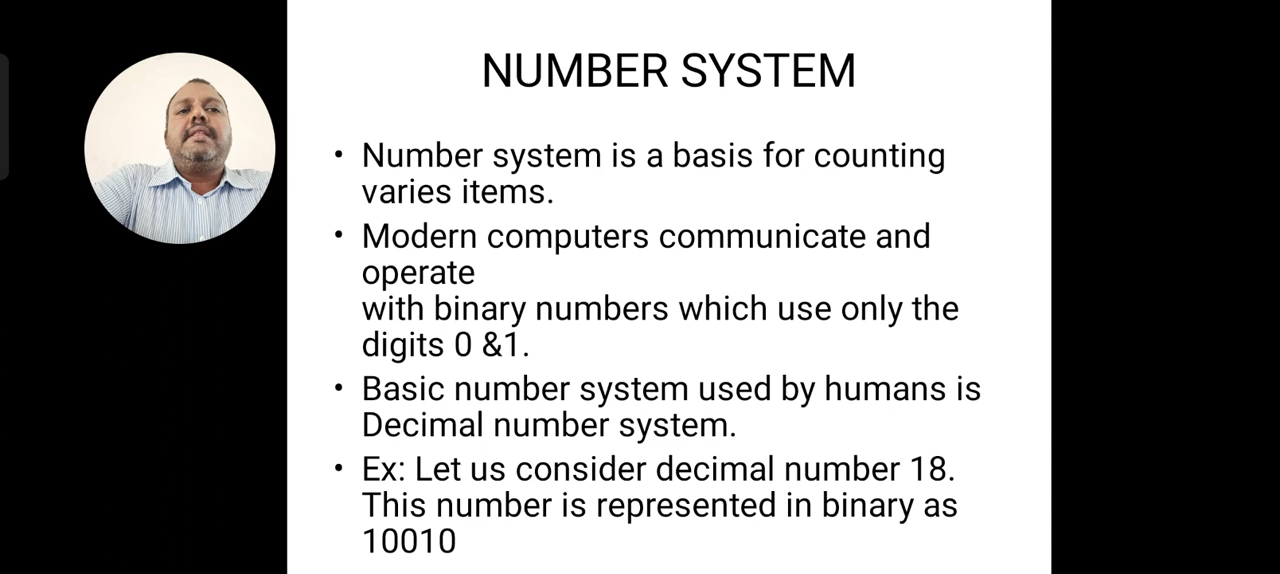 NUMBER SYSTEM
• Number system is a basis for counting
varies items.
• Modern computers communicate and
operate
with binary numbers which use only the
digits 0 &1.
• Basic number system used by humans is
Decimal number system.
• Ex: Let us consider decimal number 18.
This number is represented in binary as
10010